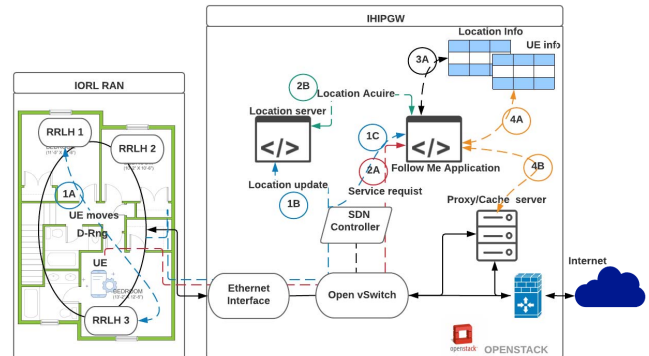 IHIPGW
Location Info
UE info
3A
IORL RAN
2B
Location Acuire
Location server
4A
RRLH 1
RRLH 2
1C
</>
</>
Follow Me Application
2A
4B
1A
Location update
Service requist
1B
Proxy/Cache server
UE moves
D-Rng
SDN
Controller
UE
Internet
Ethernet
Interface
Open vSwitch
RRLH 3
openstack
OPENSTACK